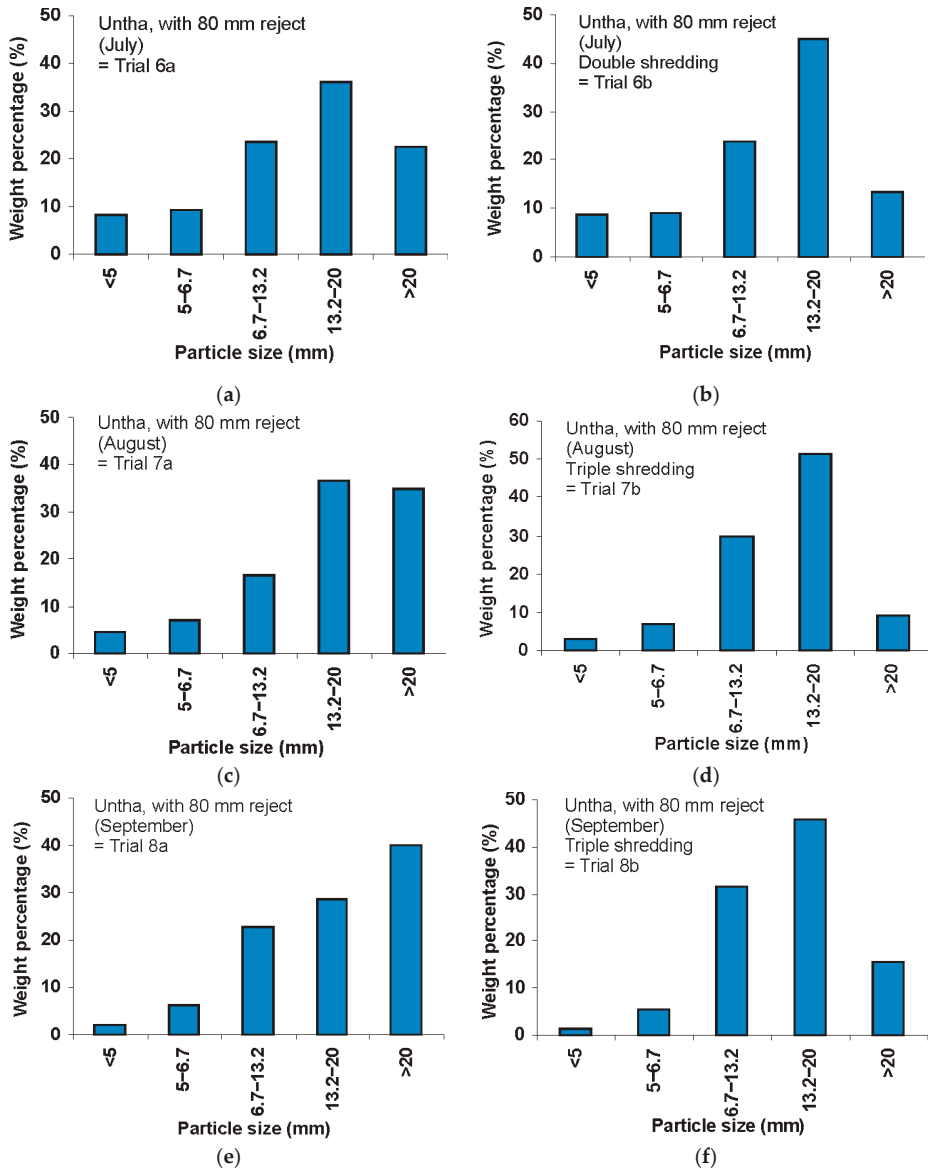 Untha, with 80 mm reject
(July)
= Trial 6a
Weight percentage (%)
50
40
30
20
10
0
<5
5–6.7
6.7–13.2
13.2–20
>20
Particle size (mm)
(a)
Untha, with 80 mm reject
(July)
Double shredding
= Trial 6b
Weight percentage (%)
50
40
30
20
10
0
<5
5–6.7
6.7–13.2
13.2–20
>20
Particle size (mm)
(b)
Untha, with 80 mm reject
(August)
= Trial 7a
Weight percentage (%)
50
40
30
20
10
0
<5
5–6.7
6.7–13.2
13.2–20
>20
Particle size (mm)
(c)
Untha, with 80 mm reject
(August)
Triple shredding
= Trial 7b
Weight percentage (%)
60
50
40
30
20
10
0
<5
5–6.7
6.7–13.2
13.2–20
>20
Particle size (mm)
(d)
Untha, with 80 mm reject
(September)
= Trial 8a
Weight percentage (%)
50
40
30
20
10
0
<5
5–6.7
6.7–13.2
13.2–20
>20
Particle size (mm)
(e)
Untha, with 80 mm reject
(September)
Triple shredding
= Trial 8b
Weight percentage (%)
50
40
30
20
10
0
<5
5–6.7
6.7–13.2
13.2–20
>20
Particle size (mm)
(f)